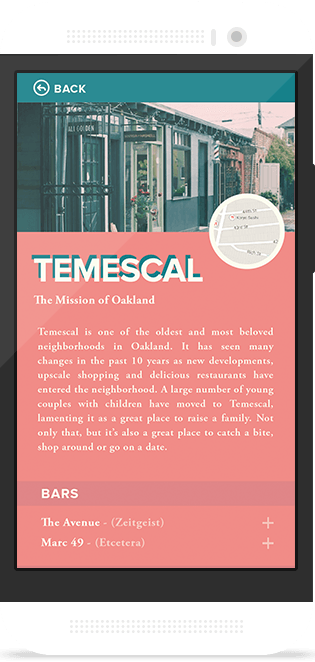 BACK
ALL GOLDEN
TEMESCAL
The Mission of Oakland
Temescal is one of the oldest and most beloved
neighborhoods in Oakland. It has seen many
changes in the past 10 years as new developments,
upscale shopping and delicious restaurants have
entered the neighborhood. A large number of young
couples with children have moved to Temescal,
lamenting it as a great place to raise a family. Not
only that, but it's also a great place to catch a bite,
shop around or go on a date.
BARS
The Avenue - (Zeitgeist)
Marc 49 - (Etcetera)